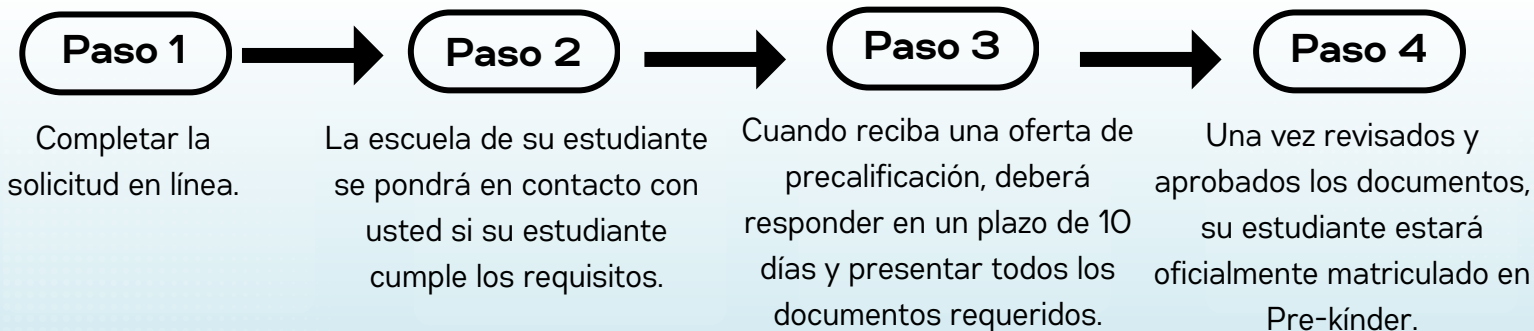 Paso 1
Completar la
solicitud en línea.
Paso 2
La escuela de su estudiante
se pondrá en contacto con
usted si su estudiante
cumple los requisitos.
Paso 3
Cuando reciba una oferta de
precalificación, deberá
responder en un plazo de 10
días y presentar todos los
documentos requeridos.
Paso 4
Una vez revisados y
aprobados los documentos,
su estudiante estará
oficialmente matriculado en
Pre-kínder.